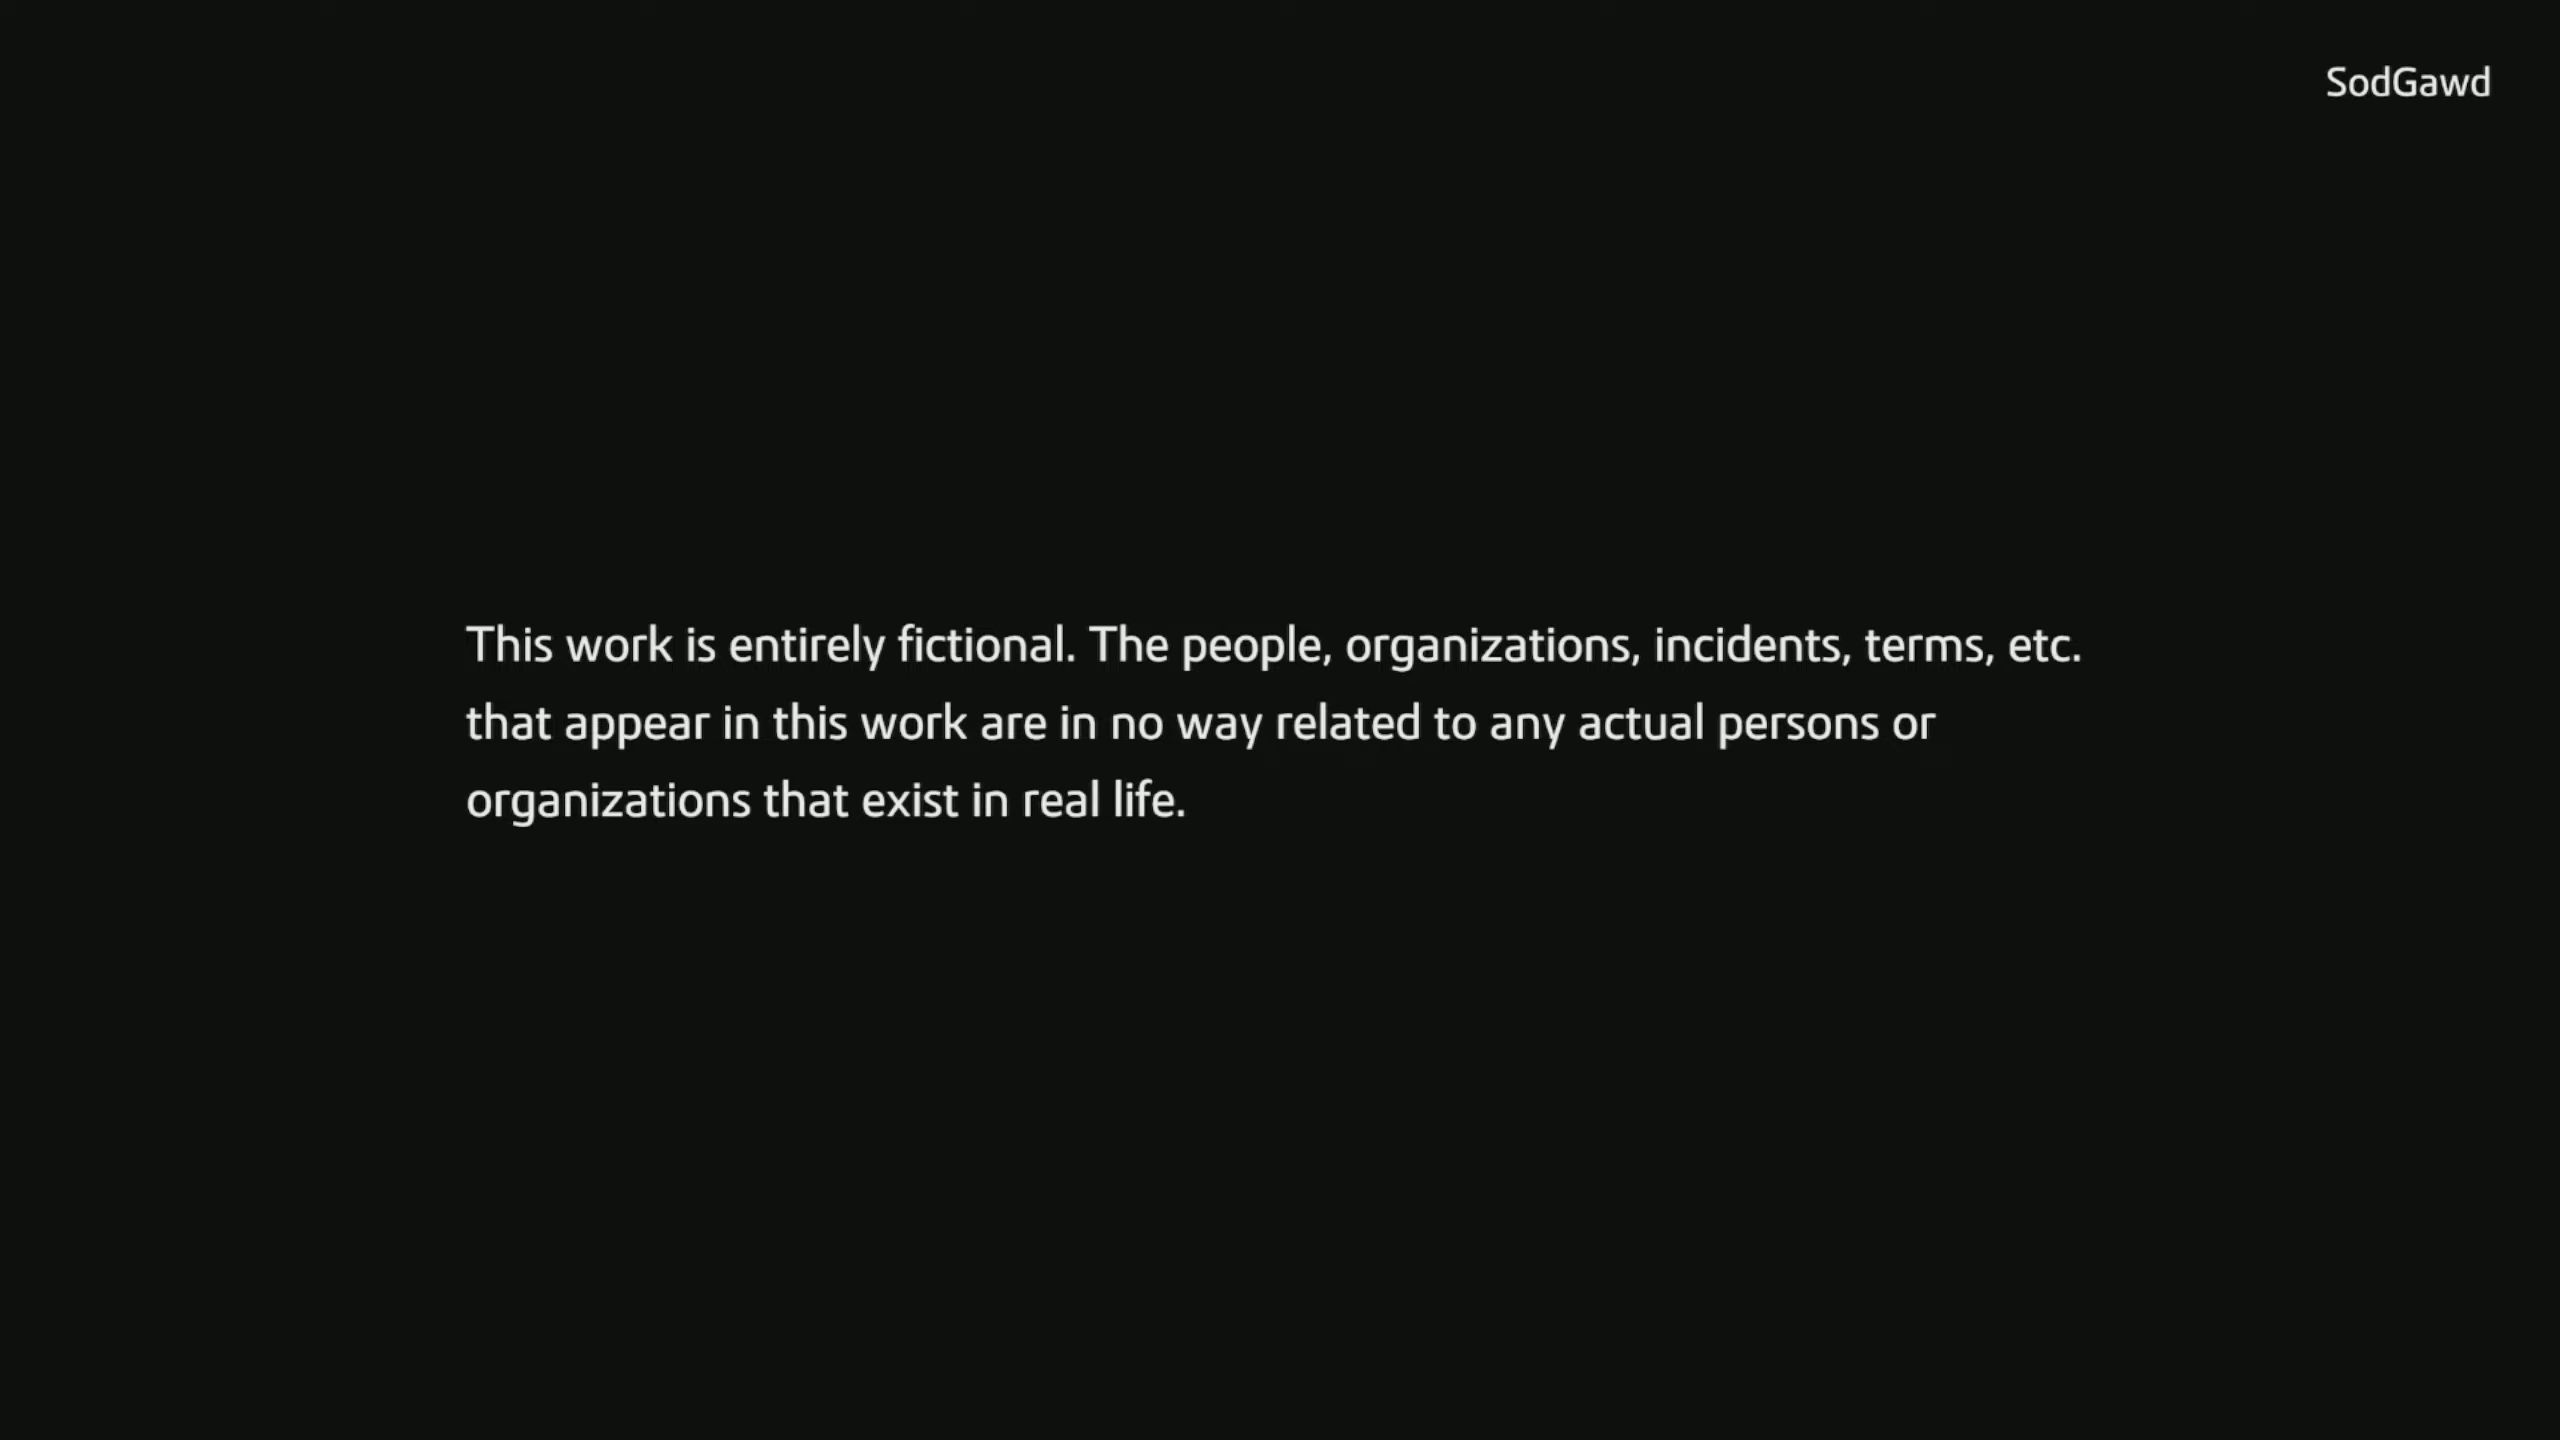 SodGawd
This work is entirely fictional. The people, organizations, incidents, terms, etc.
that appear in this work are in no way related to any actual persons or
organizations that exist in real life.